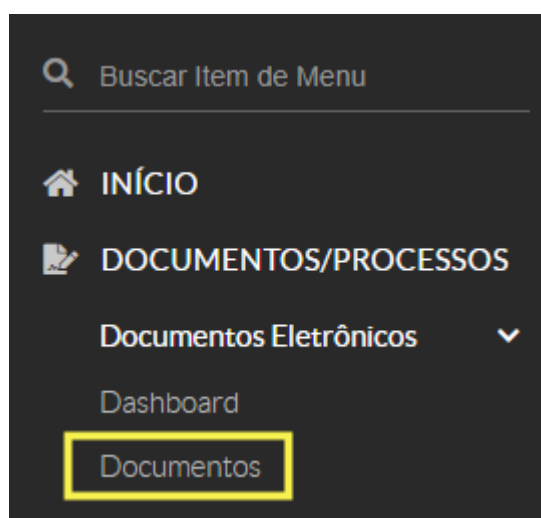 Buscar Item de Menu
INÍCIO
DOCUMENTOS/PROCESSOS
Documentos Eletrônicos
Dashboard
Documentos